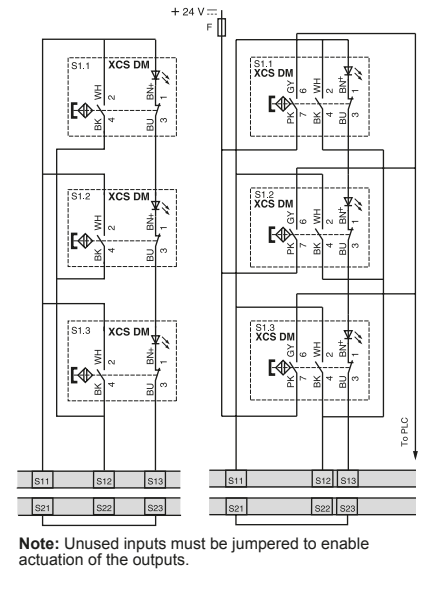 + 24 V
F
S1.1 XCS DM
WH 2 BN+ 1
BK 4 BU 3
S1.2
XCS DM
WH 2 BN+ 1
BK 4 BU 3
S1.3 XCS DM
WH 2 BN+ 1
BK 4 BU 3
S11 S12 S13
S21 S22 S23
S1.1
XCS DM
GY 6 WH 2 BN+ 1
PK 7 BK 4 BU 3
S1.2
XCS DM
GY 6 WH 2 BN+ 1
PK 7 BK 4 BU 3
S1.3
XCS DM
GY 6 WH 2 BN+ 1
PK 7 BK 4 BU 3
To PLC
S11 S12 S13
S21 S22 S23
Note: Unused inputs must be jumpered to enable
actuation of the outputs.